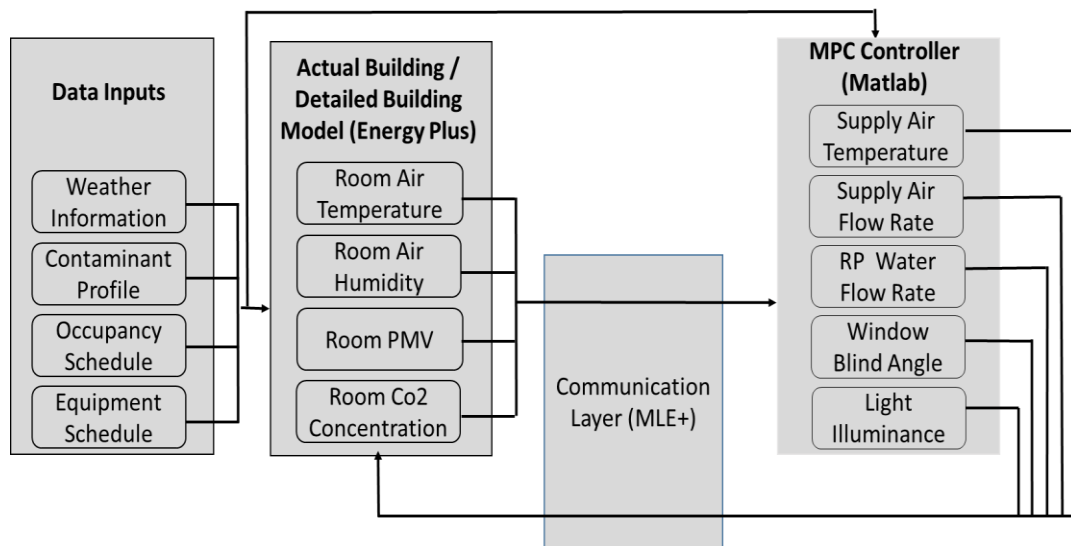 Data Inputs
Weather
Information
Contaminant
Profile
Occupancy
Schedule
Equipment
Schedule
Actual Building /
Detailed Building
Model (Energy Plus)
Room Air
Temperature
Room Air
Humidity
Room PMV
Room Co2
Concentration
Communication
Layer (MLE+)
MPC Controller
(Matlab)
Supply Air
Temperature
Supply Air
Flow Rate
RP Water
Flow Rate
Window
Blind Angle
Light
Illuminance